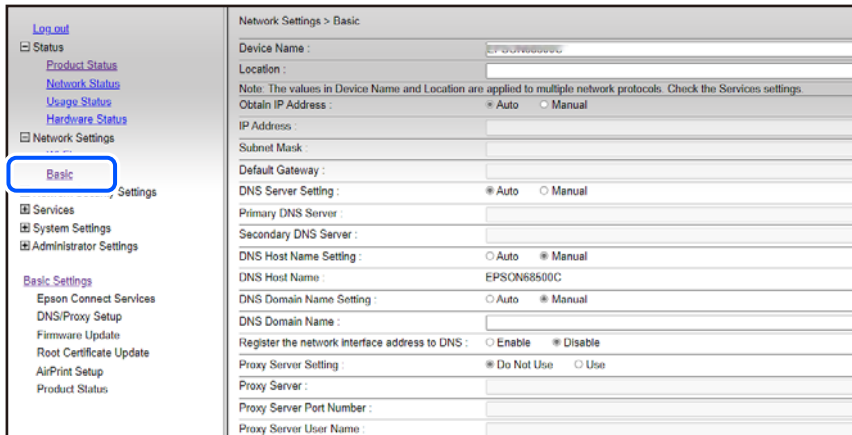 Log out
Status
Product Status
Network Status
Usage Status
Hardware Status
Network Settings
Basic
Settings
Services
System Settings
Administrator Settings
Basic Settings
Epson Connect Services
DNS/Proxy Setup
Firmware Update
Root Certificate Update
AirPrint Setup
Product Status
Network Settings > Basic
Device Name :
EPSON68500C
Location :
Note: The values in Device Name and Location are applied to multiple network protocols. Check the Services settings.
Obtain IP Address : Auto Manual
IP Address :
Subnet Mask :
Default Gateway :
DNS Server Setting : Auto Manual
Primary DNS Server :
Secondary DNS Server :
DNS Host Name Setting : Auto Manual
DNS Host Name : EPSON68500C
DNS Domain Name Setting : Auto Manual
DNS Domain Name :
Register the network interface address to DNS : Enable Disable
Proxy Server Setting : Do Not Use Use
Proxy Server :
Proxy Server Port Number :
Proxy Server User Name :